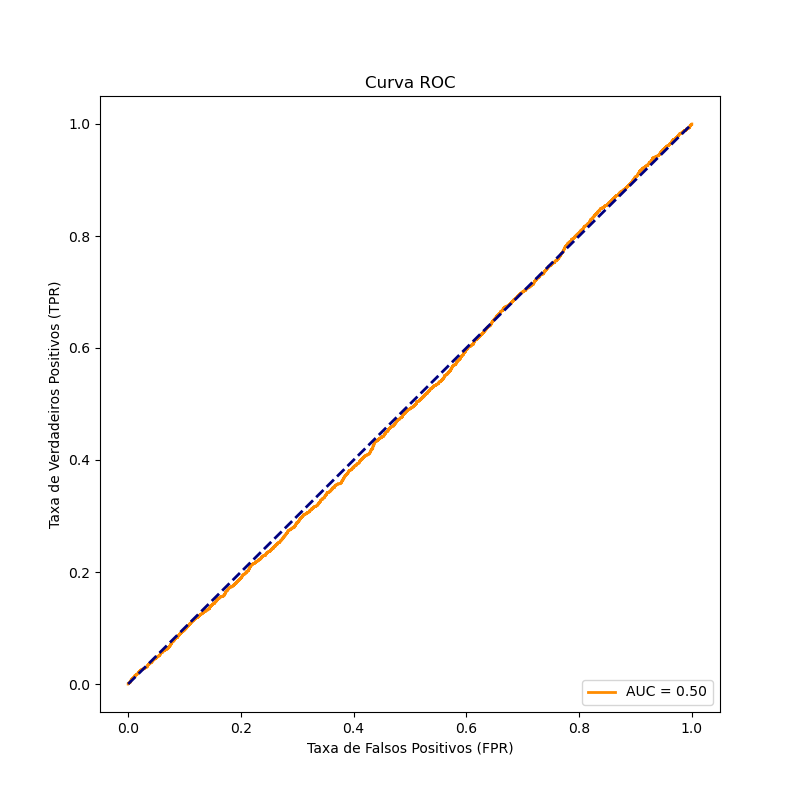 Curva ROC
1.0
0.8
0.6
0.4
0.2
0.0
Taxa de Verdadeiros Positivos (TPR)
0.0 0.2 0.4 0.6 0.8 1.0
Taxa de Falsos Positivos (FPR)
AUC = 0.50